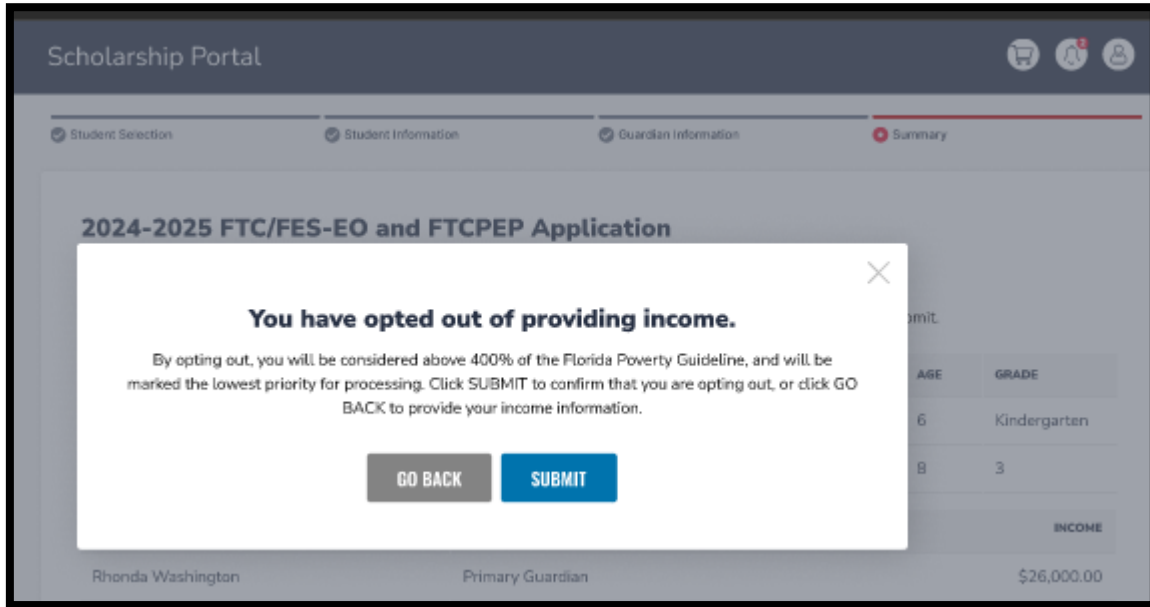 Scholarship Portal
Student Selection
Student Information
Guardian Information
Summary
2024-2025 FTC/FES-EO and FTCPEP Application
You have opted out of providing income.
By opting out, you will be considered above 400% of the Florida Poverty Guideline, and will be
marked the lowest priority for processing. Click SUBMIT to confirm that you are opting out, or click GO
BACK to provide your income information.
GO BACK
SUBMIT
omit.
AGE GRADE
6 Kindergarten
8 3
INCOME
Rhonda Washington Primary Guardian $26,000.00